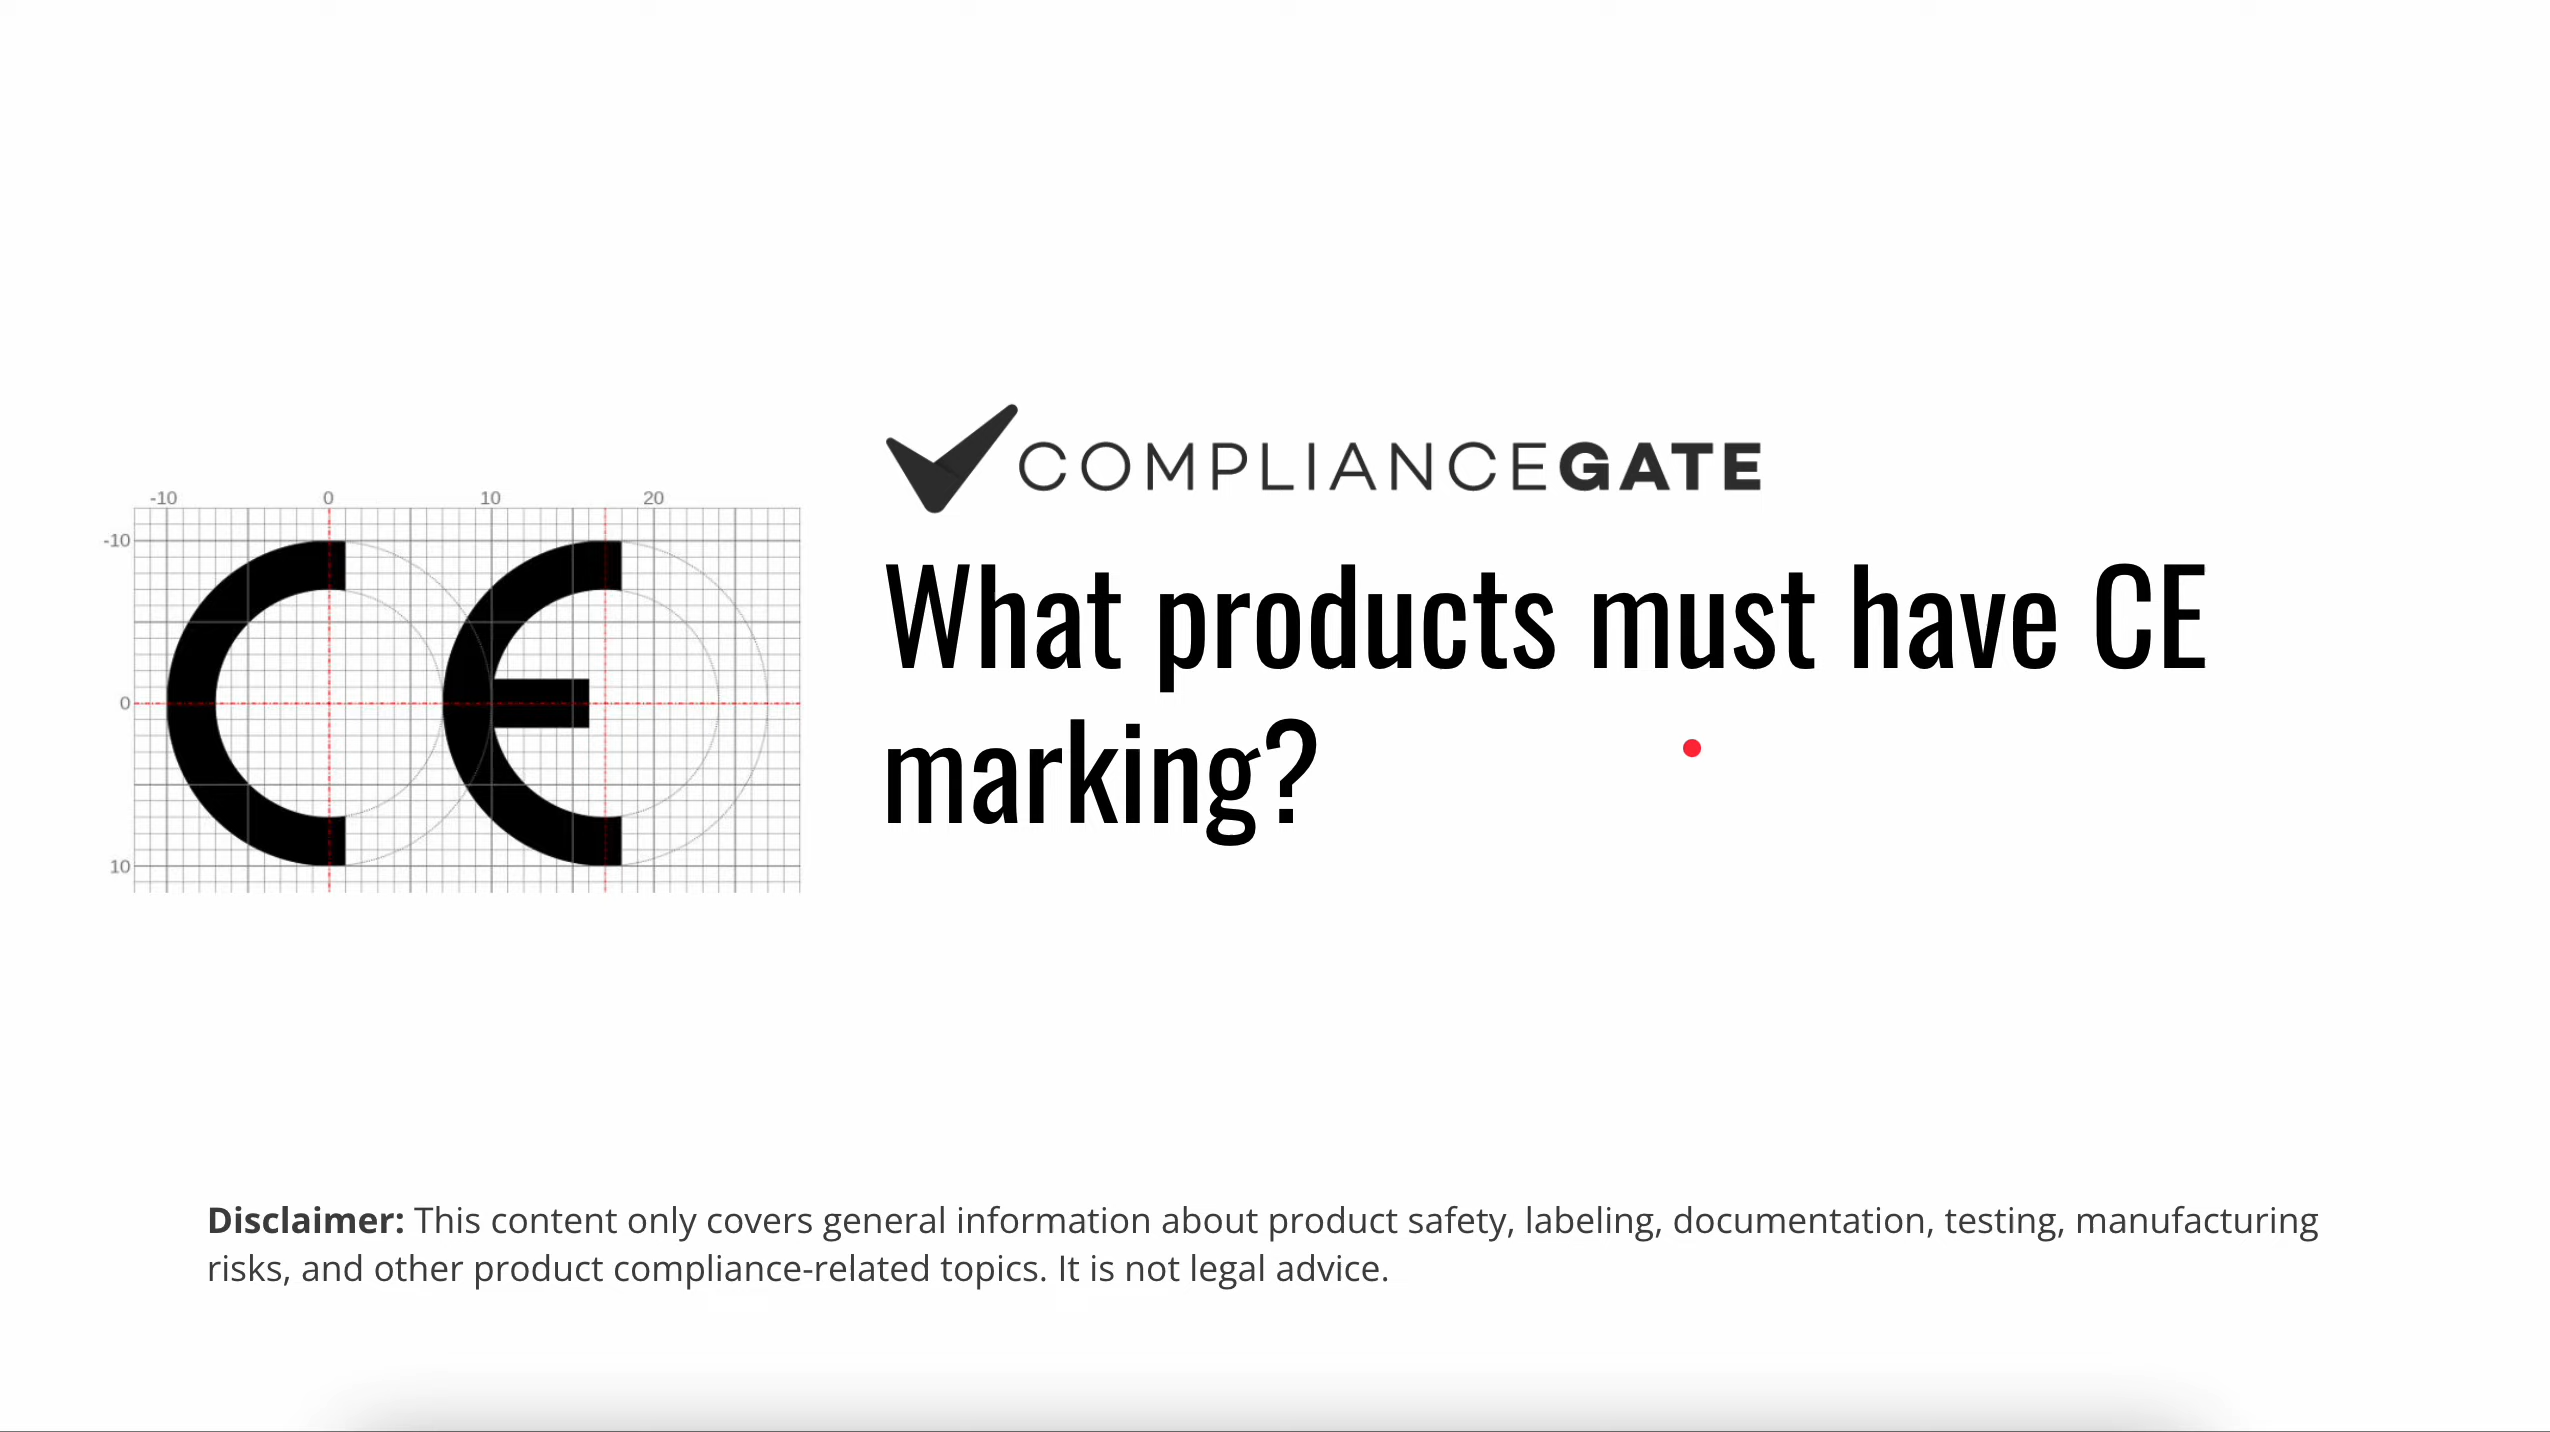 COMPLIANCEGATE
-10 0 10 20
-10
CE
0
10
What products must have CE
marking?
Disclaimer: This content only covers general information about product safety, labeling, documentation, testing, manufacturing
risks, and other product compliance-related topics. It is not legal advice.